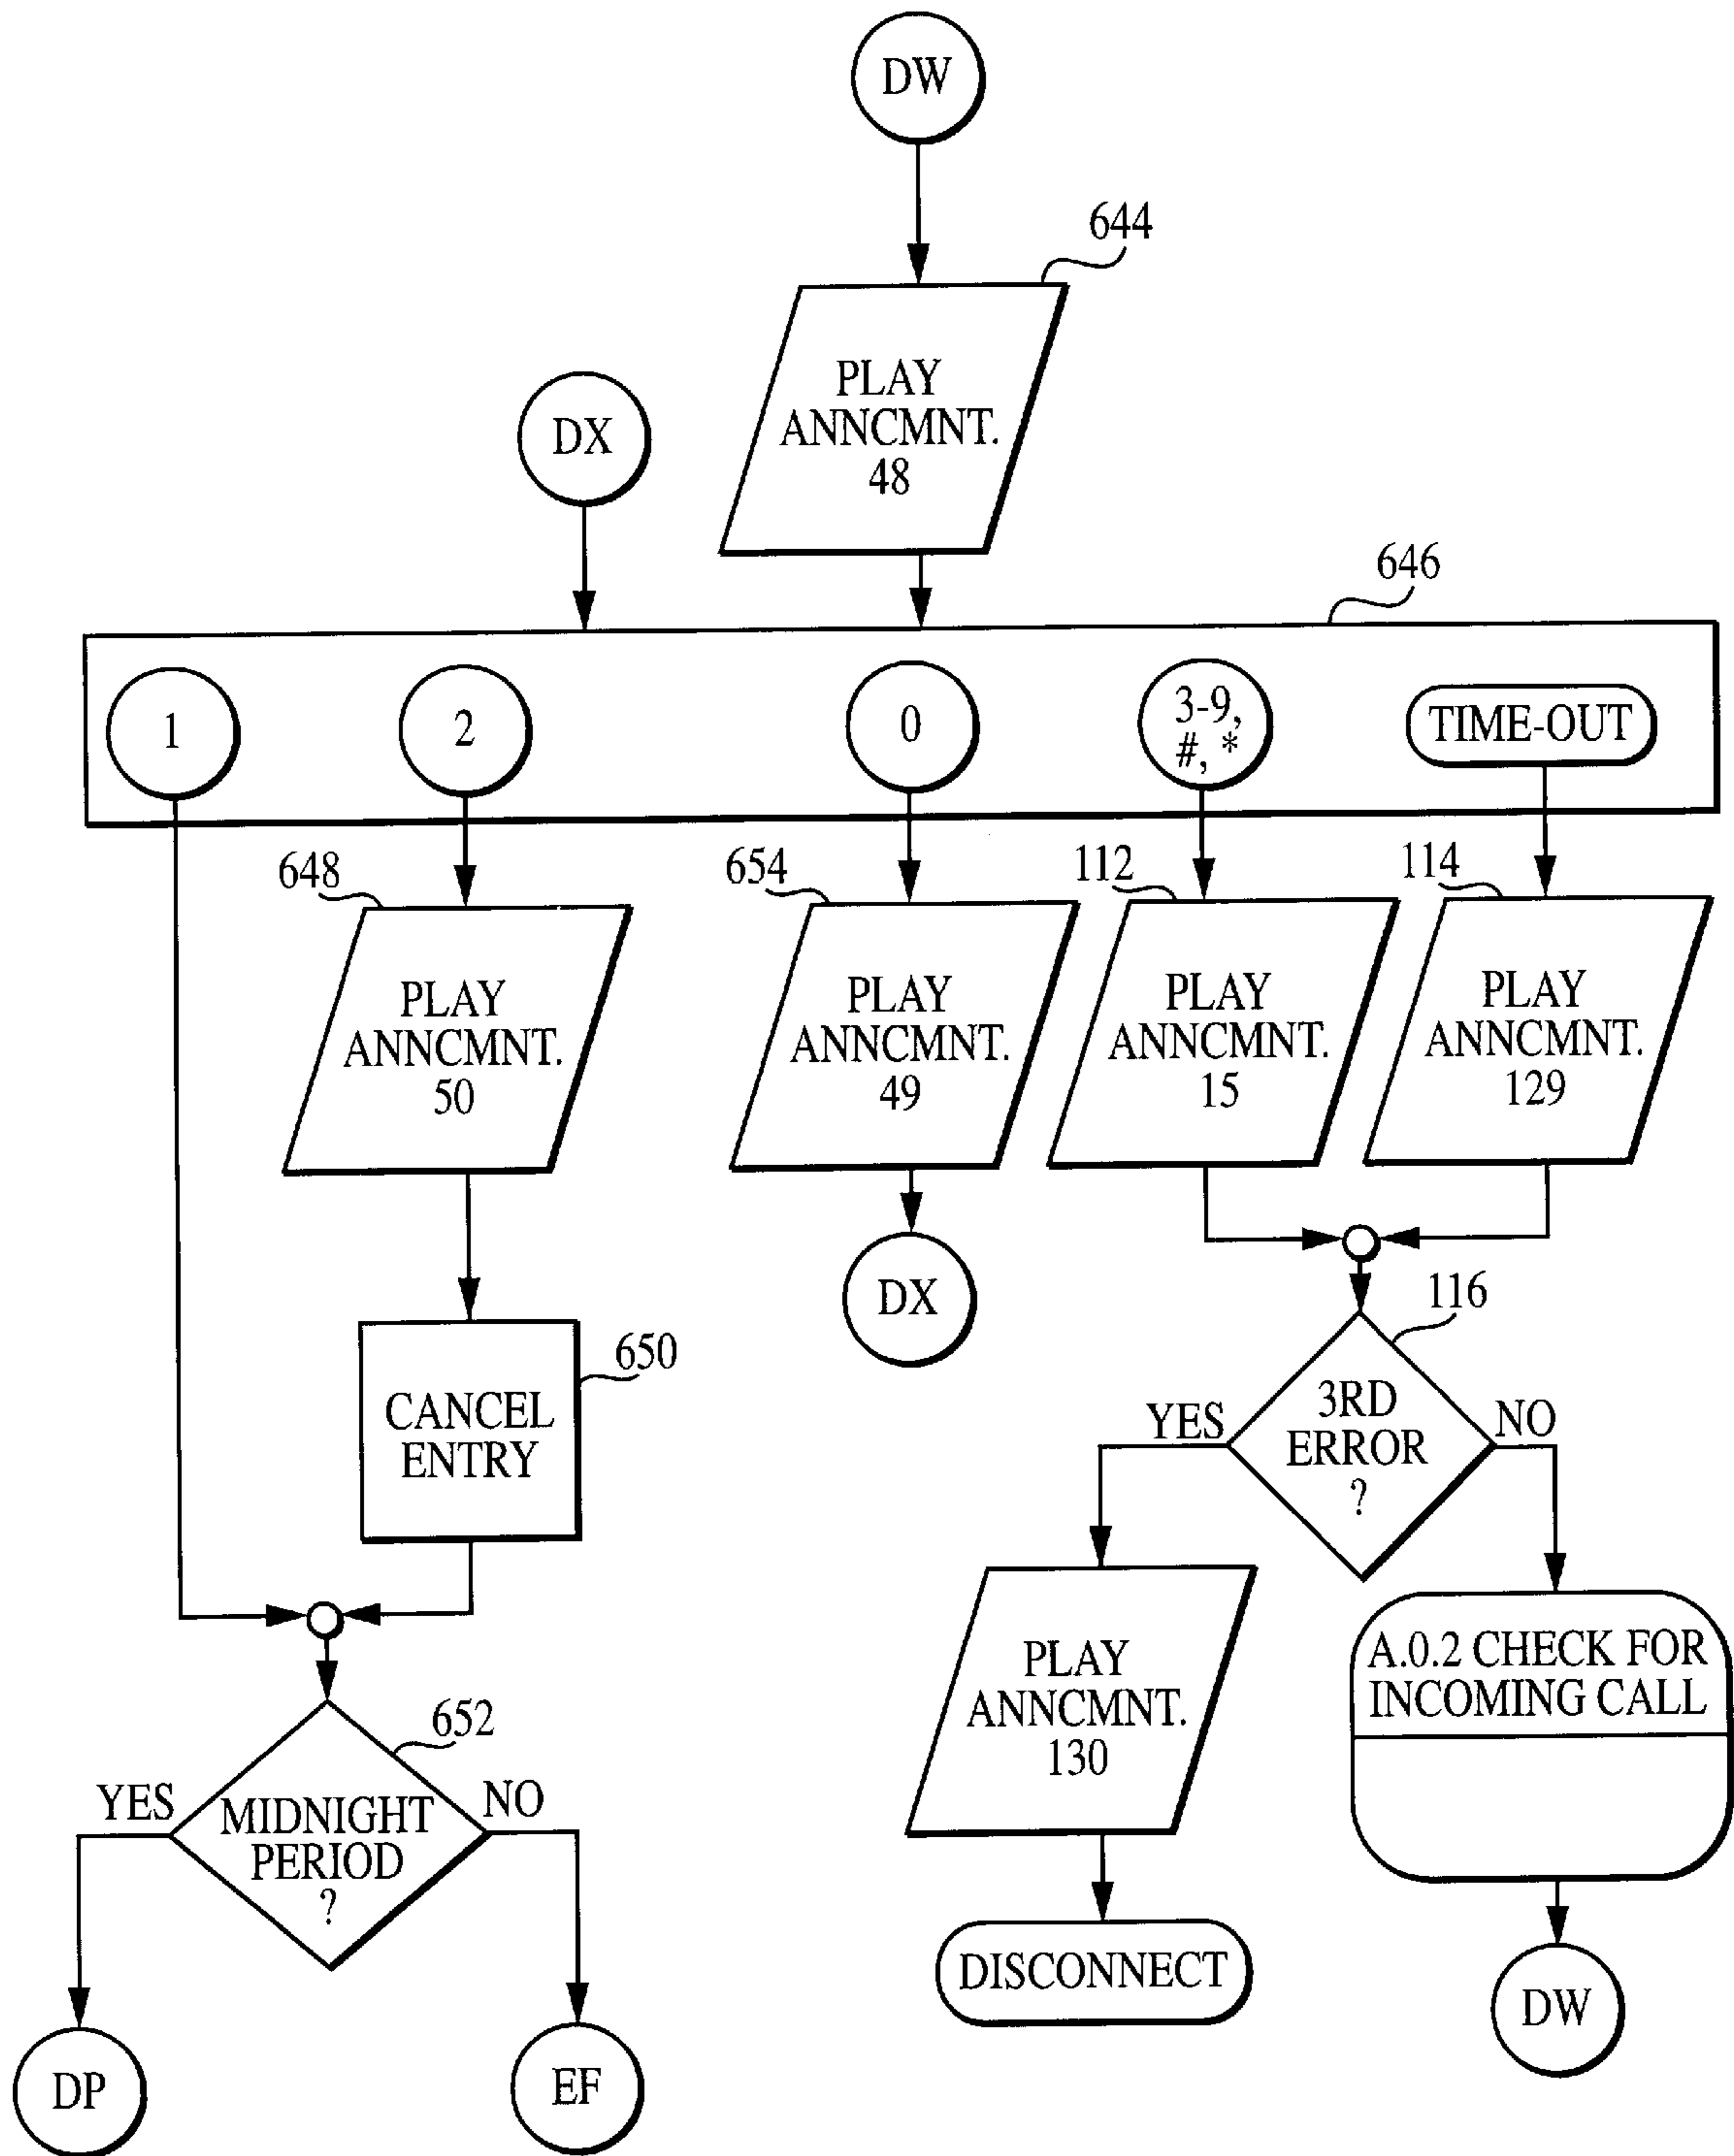 DW
644
PLAY
ANNCMNT.
48
DX
646
1
2
0
3-9,
#, *
TIME-OUT
648
PLAY
ANNCMNT.
50
654
PLAY
ANNCMNT.
49
112
PLAY
ANNCMNT.
15
114
PLAY
ANNCMNT.
129
DX
116
3RD
ERROR
?
YES
NO
650
CANCEL
ENTRY
652
MIDNIGHT
PERIOD
?
YES
NO
DP
EF
PLAY
ANNCMNT.
130
DISCONNECT
A.0.2 CHECK FOR
INCOMING CALL
DW